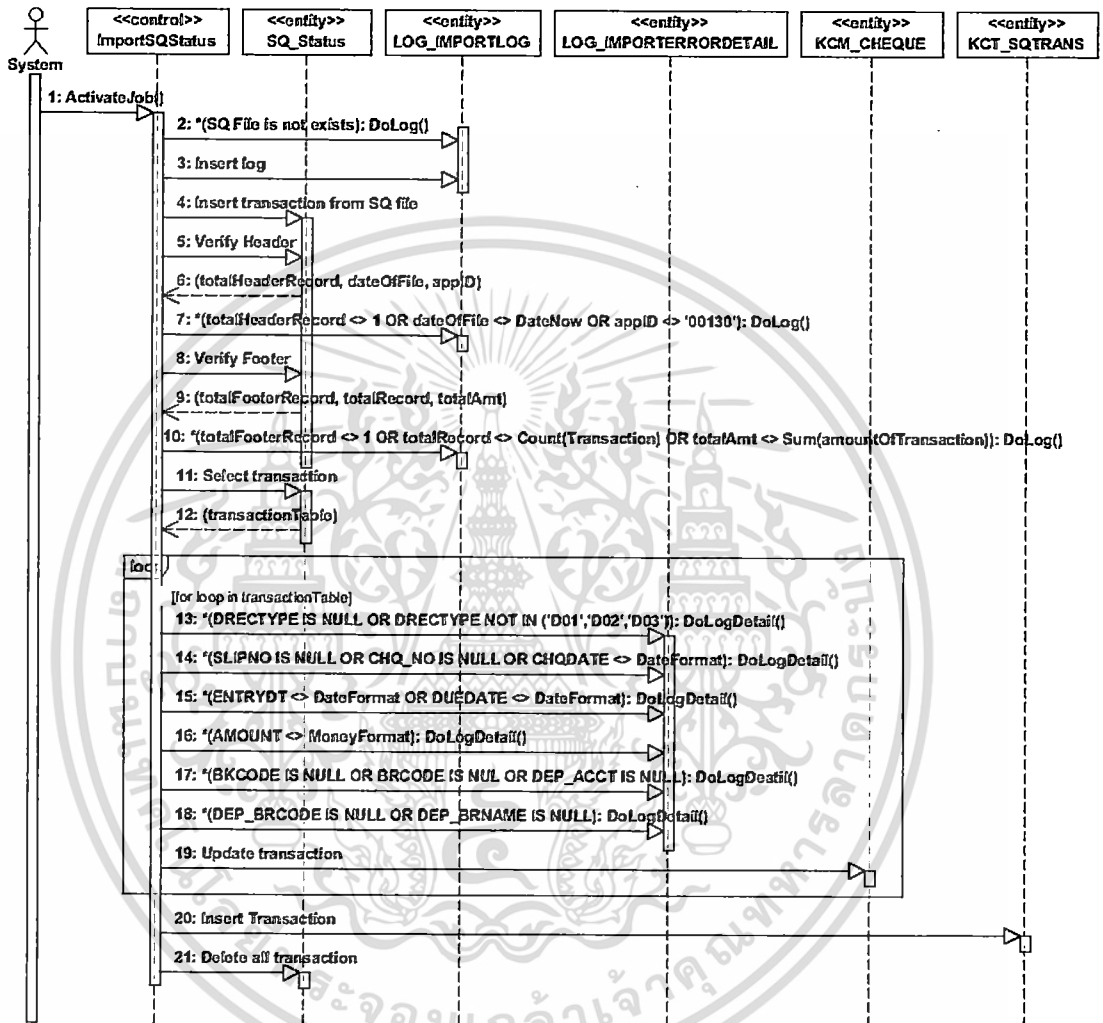 <<control>>
ImportSQStatus
<<entity>>
SQ_Status
<<entity>>
LOG_IMPORTLOG
<<entity>>
LOG_IMPORTERRORDETAIL
<<entity>>
KCM_CHEQUE
<<entity>>
KCT_SQTRANS
System
1: ActivateJob()
2: *(SQ File is not exists): DoLog()
3: Insert log
4: Insert transaction from SQ file
5: Verify Header
6: (totalHeaderRecord, dateOfFile, appID)
7: *(totalHeaderRecord <> 1 OR dateOfFile <> DateNow OR appID <> '00130'): DoLog()
8: Verify Footer
9: (totalFooterRecord, totalRecord, totalAmt)
10: *(totalFooterRecord <> 1 OR totalRecord <> Count(Transaction) OR totalAmt <> Sum(amountOfTransaction)): DoLog()
11: Select transaction
12: (transactionTable)
loop
[for loop in transactionTable]
13: *(DRECTYPE IS NULL OR DRECTYPE NOT IN ('D01','D02','D03')): DoLogDetail()
14: *(SLIPNO IS NULL OR CHQ_NO IS NULL OR CHQDATE <> DateFormat): DoLogDetail()
15: *(ENTRYDT <> DateFormat OR DUEDATE <> DateFormat): DoLogDetail()
16: *(AMOUNT <> MoneyFormat): DoLogDetail()
17: *(BKCODE IS NULL OR BRCODE IS NUL OR DEP_ACCT IS NULL): DoLogDeatil()
18: *(DEP_BRCODE IS NULL OR DEP_BRNAME IS NULL): DoLogDetail()
19: Update transaction
20: Insert Transaction
21: Delete all transaction